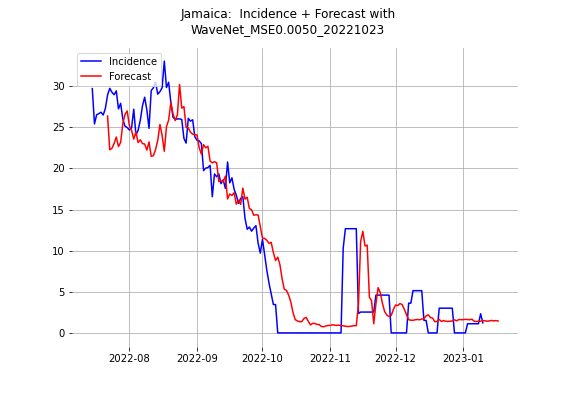 Jamaica:  Incidence + Forecast with
WaveNet_MSE0.0050_20221023
Incidence
Forecast
30
25
20
15
10
5
0
2022-08 2022-09 2022-10 2022-11 2022-12 2023-01